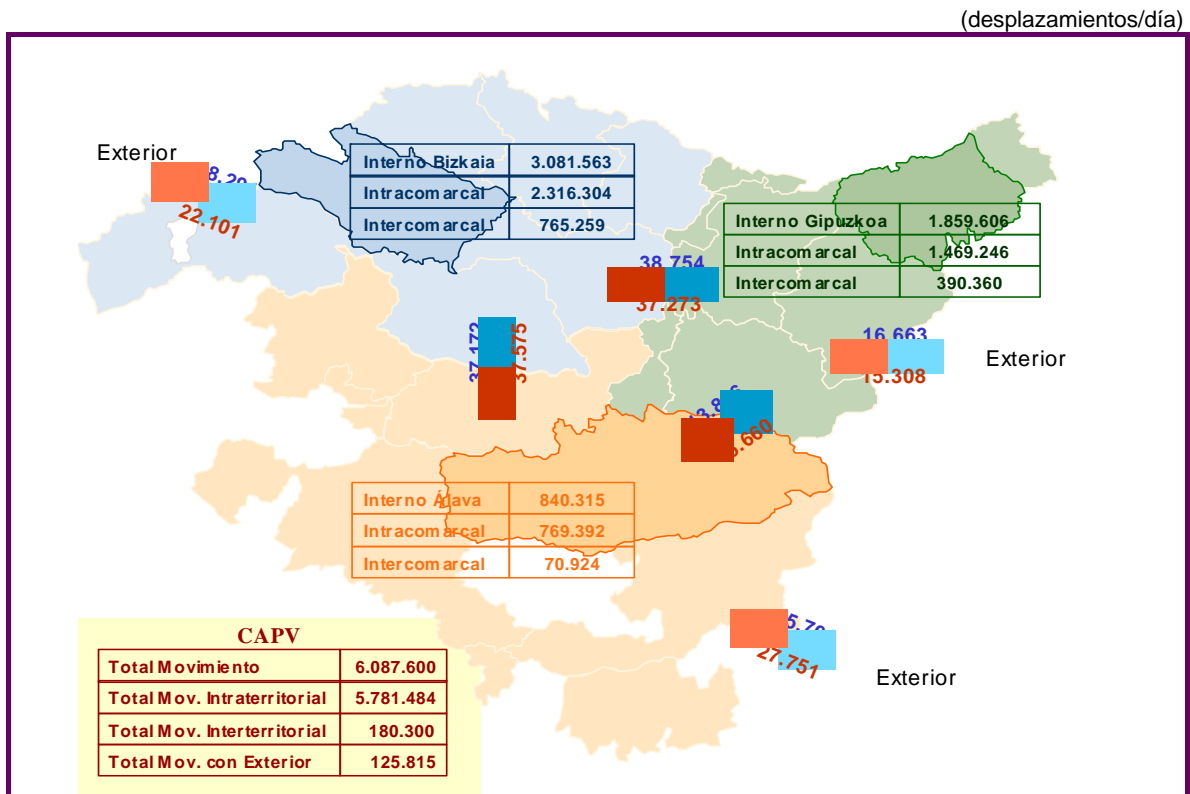 (desplazamientos/día)
Exterior
22.101
Interno Bizkaia 3.081.563
Intracomarcal 2.316.304
Intercomarcal 765.259
Interno Gipuzkoa 1.859.606
Intracomarcal 1.469.246
Intercomarcal 390.360
38.754
37.273
37.172
37.575
16.663
15.308
Exterior
Interno Álava 840.315
Intracomarcal 769.392
Intercomarcal 70.924
27.751
Exterior
CAPV
Total Movimiento 6.087.600
Total Mov. Intraterritorial 5.781.484
Total Mov. Interterritorial 180.300
Total Mov. con Exterior 125.815